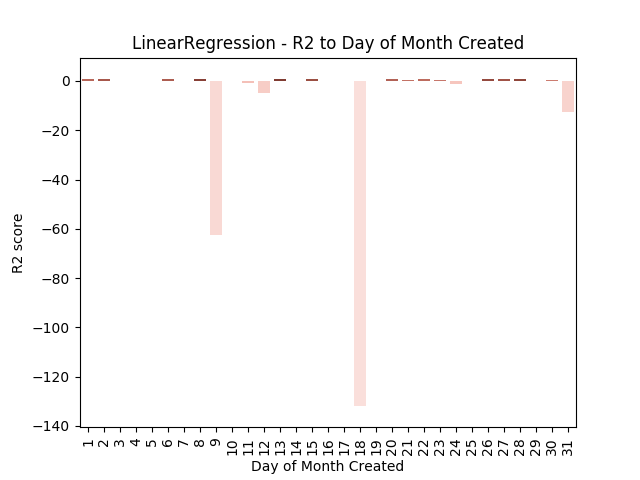 LinearRegression - R2 to Day of Month Created
0
−20
−40
−60
−80
−100
−120
−140
R2 score
1 2 3 4 5 6 7 8 9 10 11 12 13 14 15 16 17 18 19 20 21 22 23 24 25 26 27 28 29 30 31
Day of Month Created